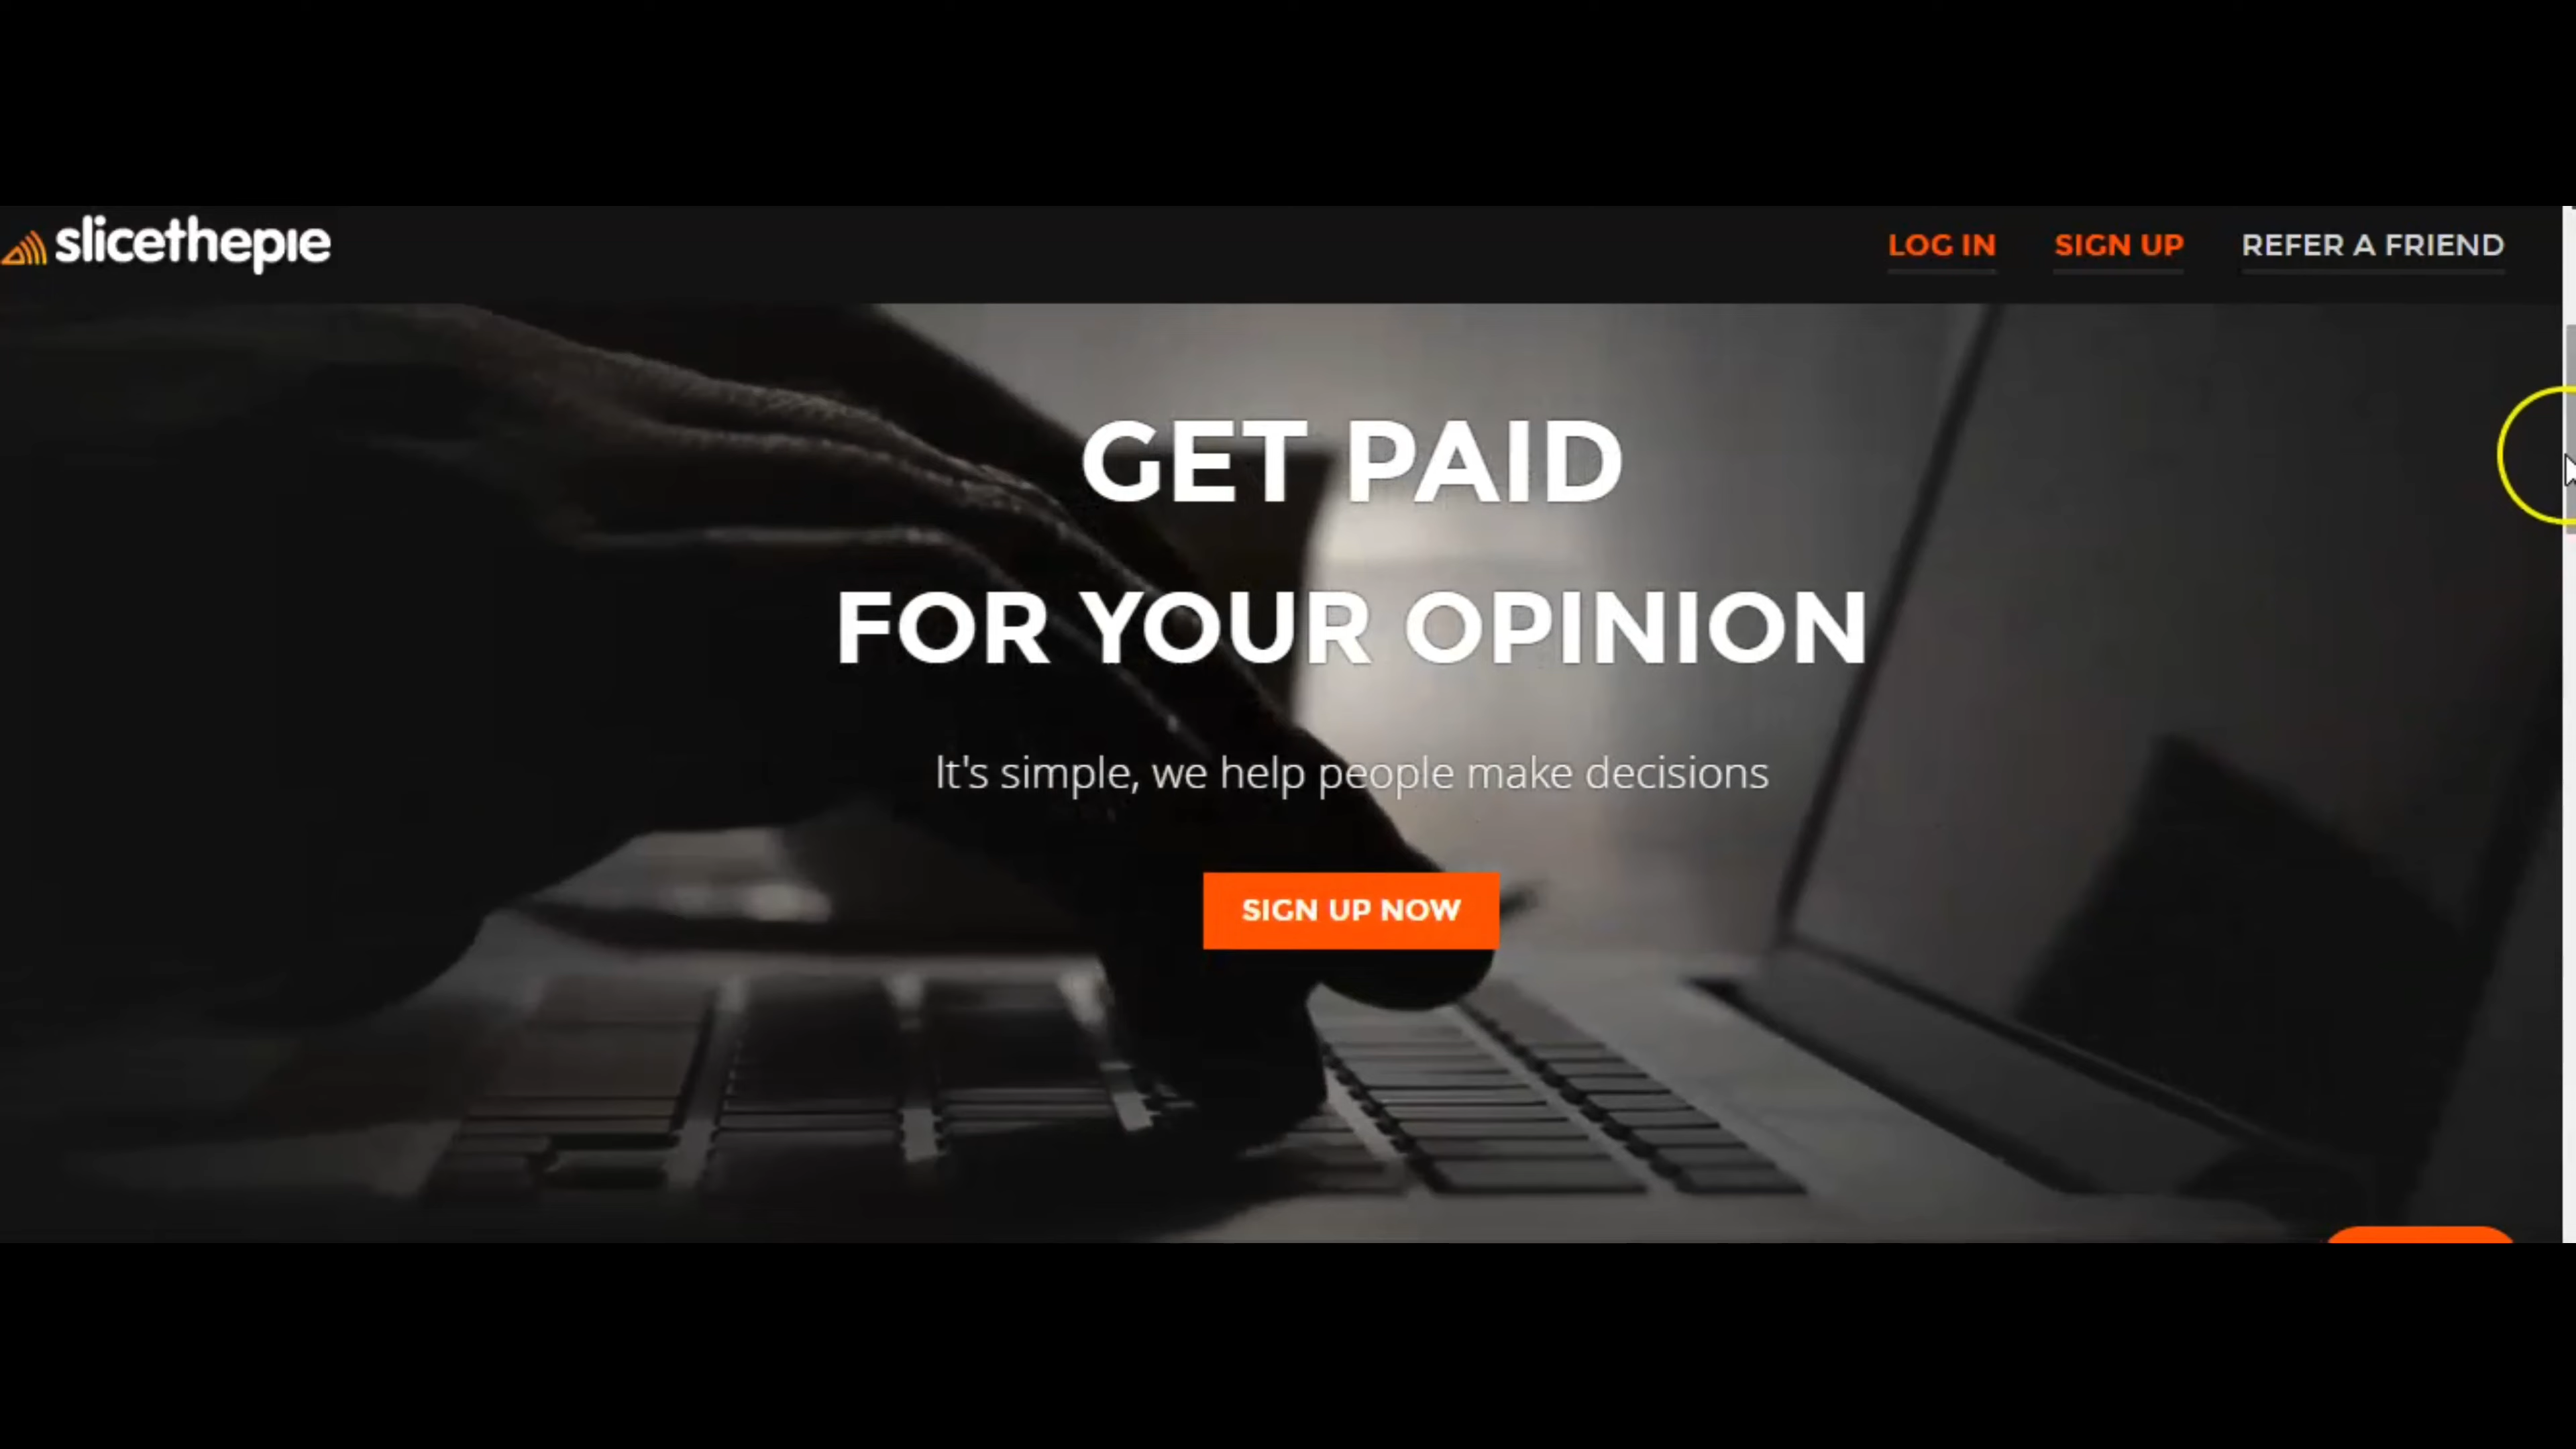 slicethepie
LOG IN
SIGN UP
REFER A FRIEND
GET PAID
FOR YOUR OPINION
It's simple, we help people make decisions
SIGN UP NOW